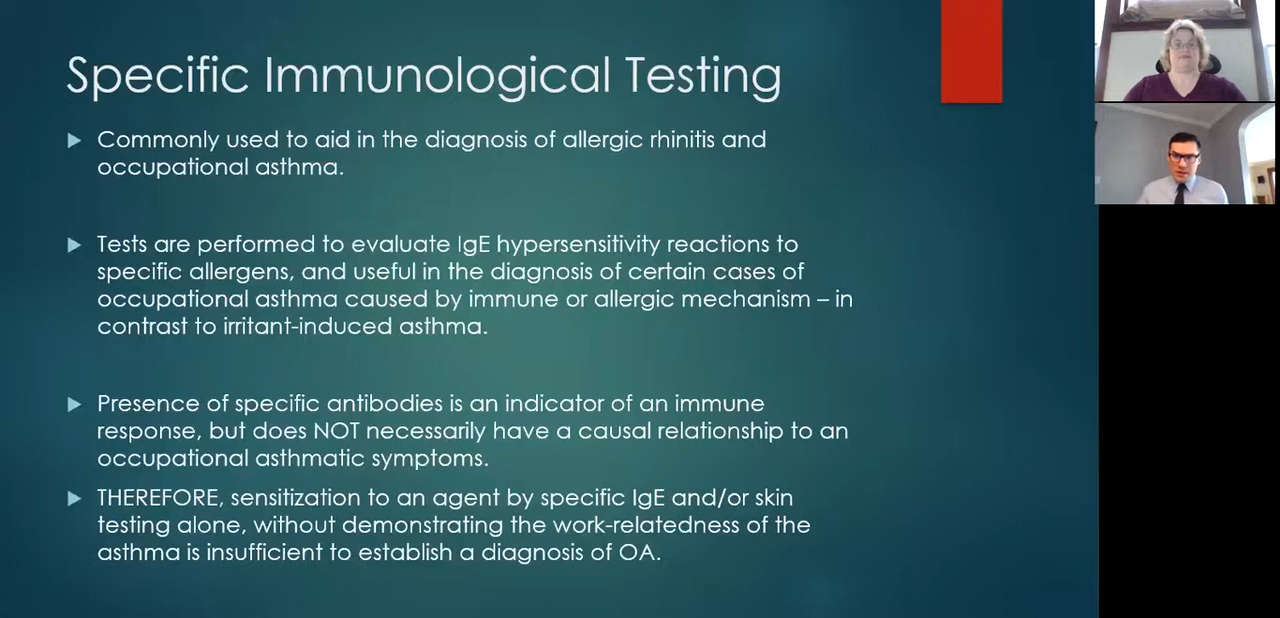 Specific Immunological Testing
Commonly used to aid in the diagnosis of allergic rhinitis and
occupational asthma.
Tests are performed to evaluate IgE hypersensitivity reactions to
specific allergens, and useful in the diagnosis of certain cases of
occupational asthma caused by immune or allergic mechanism – in
contrast to irritant-induced asthma.
Presence of specific antibodies is an indicator of an immune
response, but does NOT necessarily have a causal relationship to an
occupational asthmatic symptoms.
THEREFORE, sensitization to an agent by specific IgE and/or skin
testing alone, without demonstrating the work-relatedness of the
asthma is insufficient to establish a diagnosis of OA.